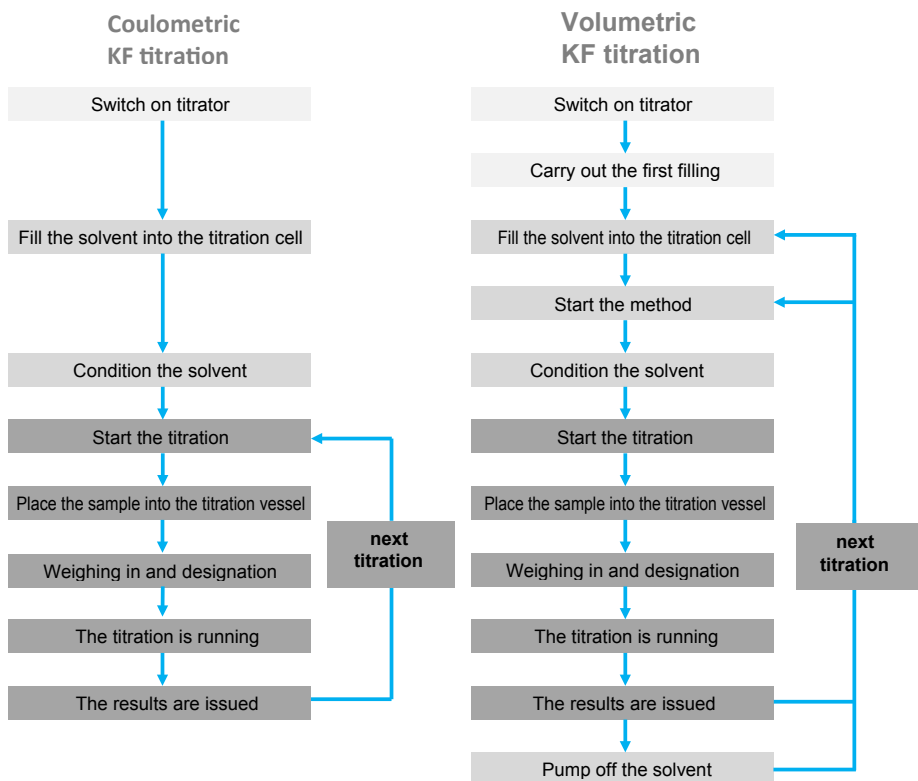 Coulometric
KF titration
Switch on titrator
Fill the solvent into the titration cell
Condition the solvent
Start the titration
Place the sample into the titration vessel
Weighing in and designation
The titration is running
The results are issued
next
titration
Volumetric
KF titration
Switch on titrator
Carry out the first filling
Fill the solvent into the titration cell
Start the method
Condition the solvent
Start the titration
Place the sample into the titration vessel
Weighing in and designation
The titration is running
The results are issued
Pump off the solvent
next
titration